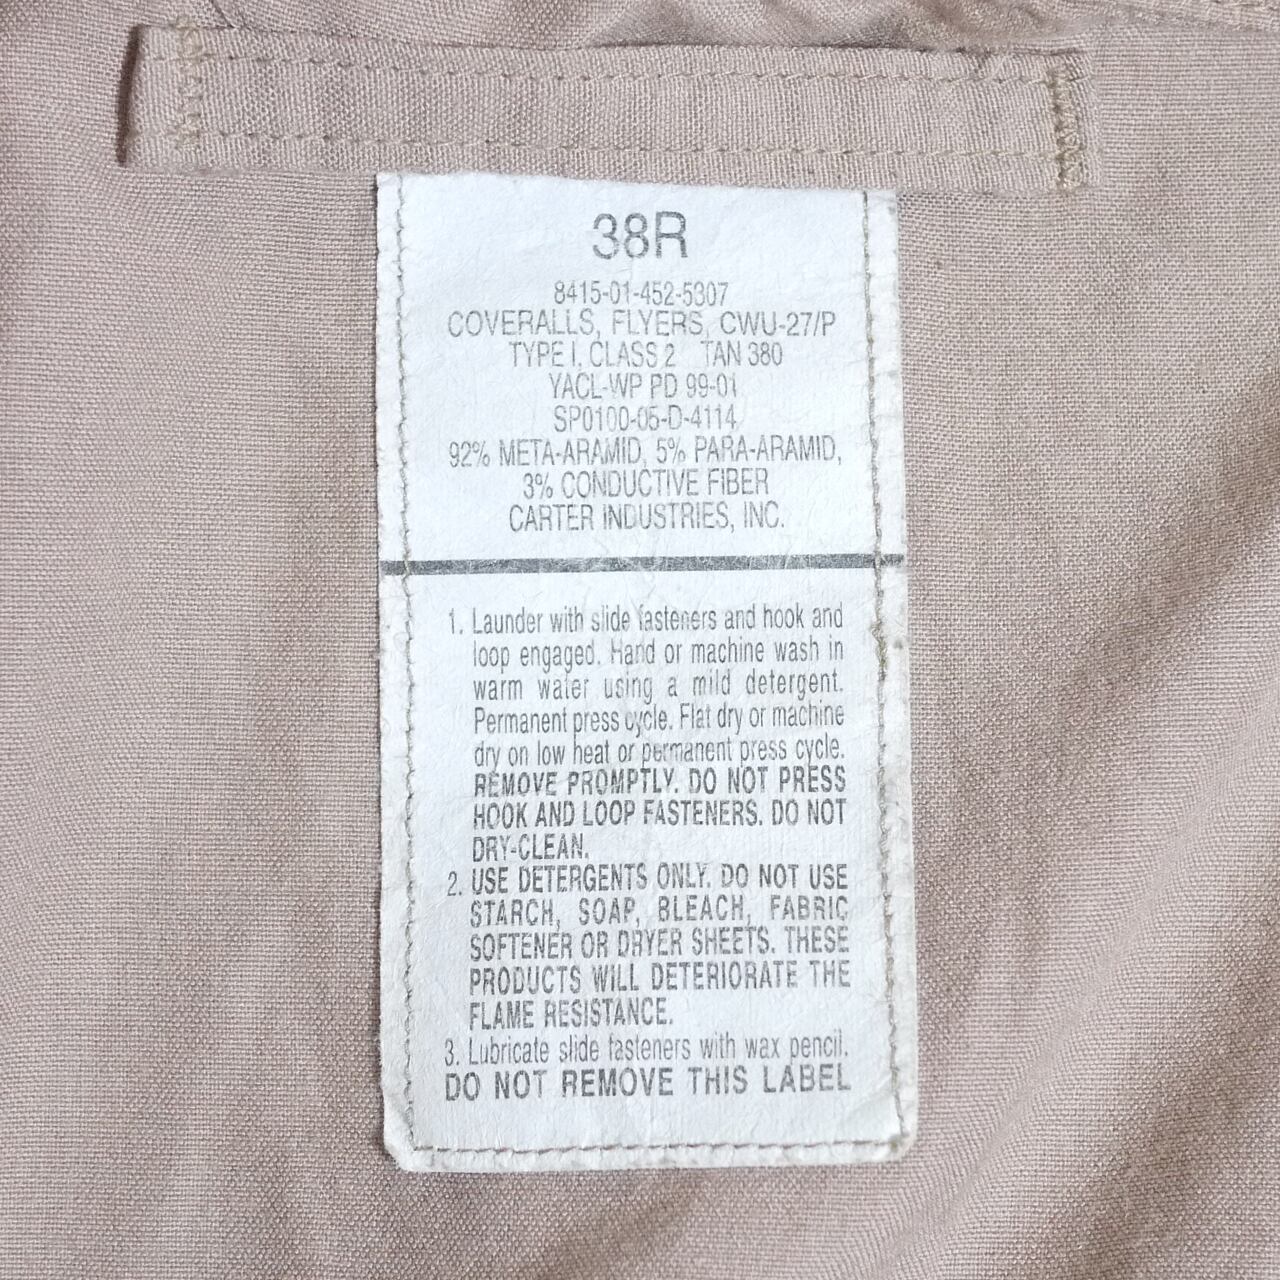 38R
8415-01-452-5307
COVERALLS, FLYERS, CWU-27/P
TYPE I, CLASS 2 TAN 380
YACL-WP PD 99-01
SP0100-05-D-4114
92% META-ARAMID, 5% PARA-ARAMID,
3% CONDUCTIVE FIBER
CARTER INDUSTRIES, INC.
1. Launder with slide fasteners and hook and
loop engaged. Hand or machine wash in
warm water using a mild detergent.
Permanent press cycle. Flat dry or machine
dry on low heat or permanent press cycle.
REMOVE PROMPTLY. DO NOT PRESS
HOOK AND LOOP FASTENERS. DO NOT
DRY-CLEAN.
2. USE DETERGENTS ONLY. DO NOT USE
STARCH, SOAP, BLEACH, FABRIC
SOFTENER OR DRYER SHEETS. THESE
PRODUCTS WILL DETERIORATE THE
FLAME RESISTANCE.
3. Lubricate slide fasteners with wax pencil.
DO NOT REMOVE THIS LABEL